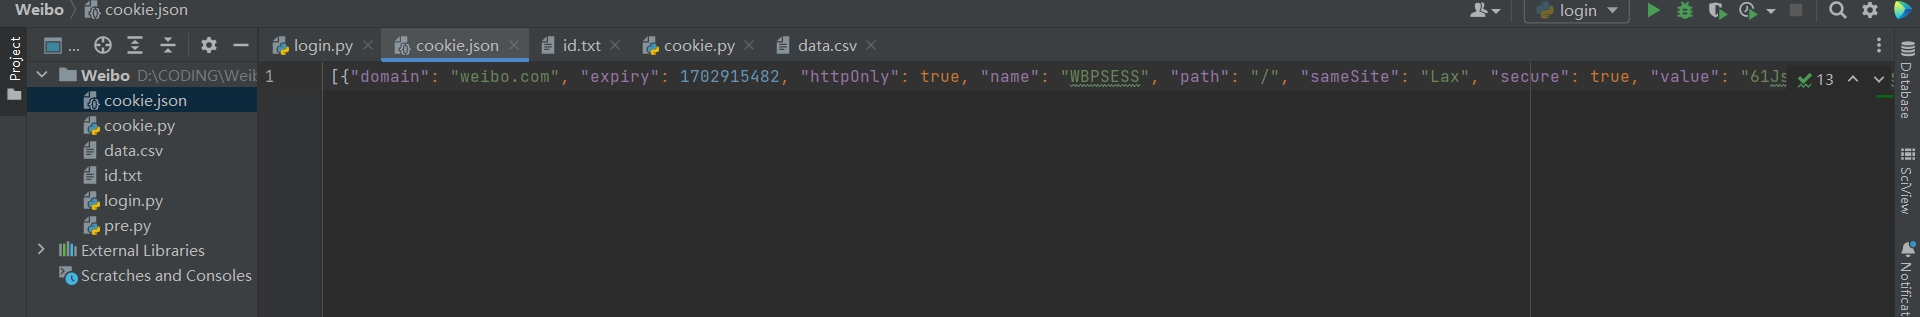 Weibo cookie.json
login
Project
...
login.py cookie.json id.txt cookie.py data.csv
Weibo D:\CODING\Weib
cookie.json
cookie.py
data.csv
id.txt
login.py
pre.py
External Libraries
Scratches and Consoles
1 [{"domain": "weibo.com", "expiry": 1702915482, "httpOnly": true, "name": "WBPSESS", "path": "/", "sameSite": "Lax", "secure": true, "value": "61Js
13
Database
SciView
Notificat